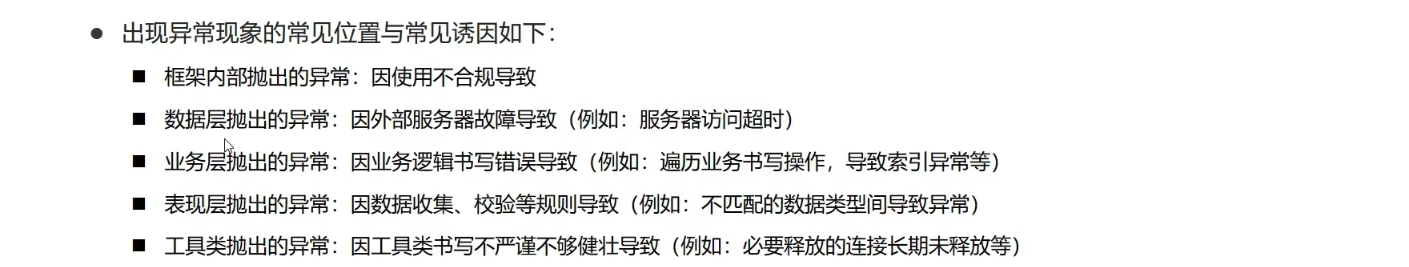 ● 出现异常现象的常见位置与常见诱因如下：
■ 框架内部抛出的异常：因使用不合规导致
■ 数据层抛出的异常：因外部服务器故障导致（例如：服务器访问超时）
■ 业务层抛出的异常：因业务逻辑书写错误导致（例如：遍历业务书写操作，导致索引异常等）
■ 表现层抛出的异常：因数据收集、校验等规则导致（例如：不匹配的数据类型间导致异常）
■ 工具类抛出的异常：因工具类书写不严谨不够健壮导致（例如：必要释放的连接长期未释放等）